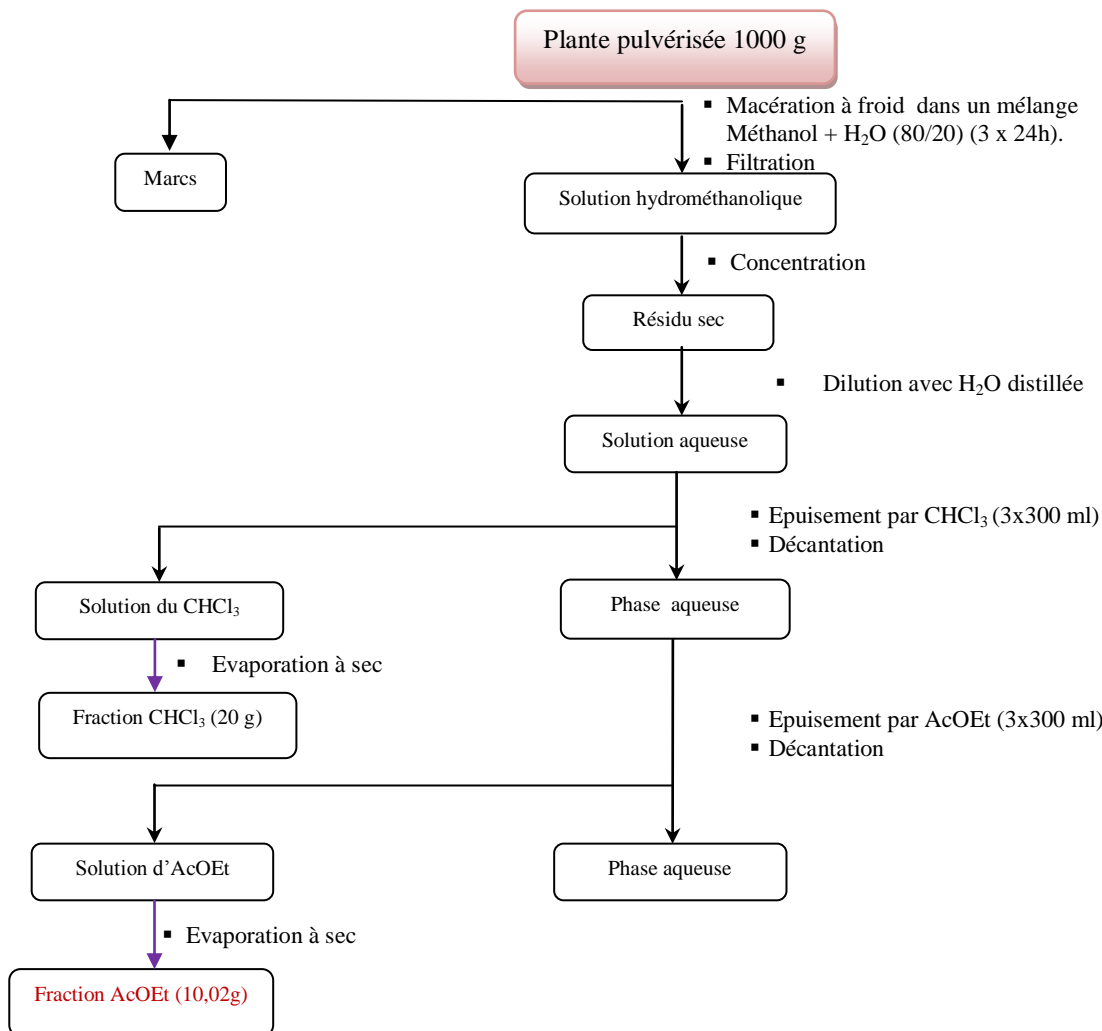 Plante pulvérisée 1000 g
▪ Macération à froid dans un mélange
Méthanol + H₂O (80/20) (3 x 24h).
▪ Filtration
Marcs
Solution hydrométhanolique
▪ Concentration
Résidu sec
▪ Dilution avec H₂O distillée
Solution aqueuse
▪ Epuisement par CHCl₃ (3x300 ml)
▪ Décantation
Solution du CHCl₃
Phase aqueuse
▪ Evaporation à sec
Fraction CHCl₃ (20 g)
▪ Epuisement par AcOEt (3x300 ml)
▪ Décantation
Solution d’AcOEt
Phase aqueuse
▪ Evaporation à sec
Fraction AcOEt (10,02g)